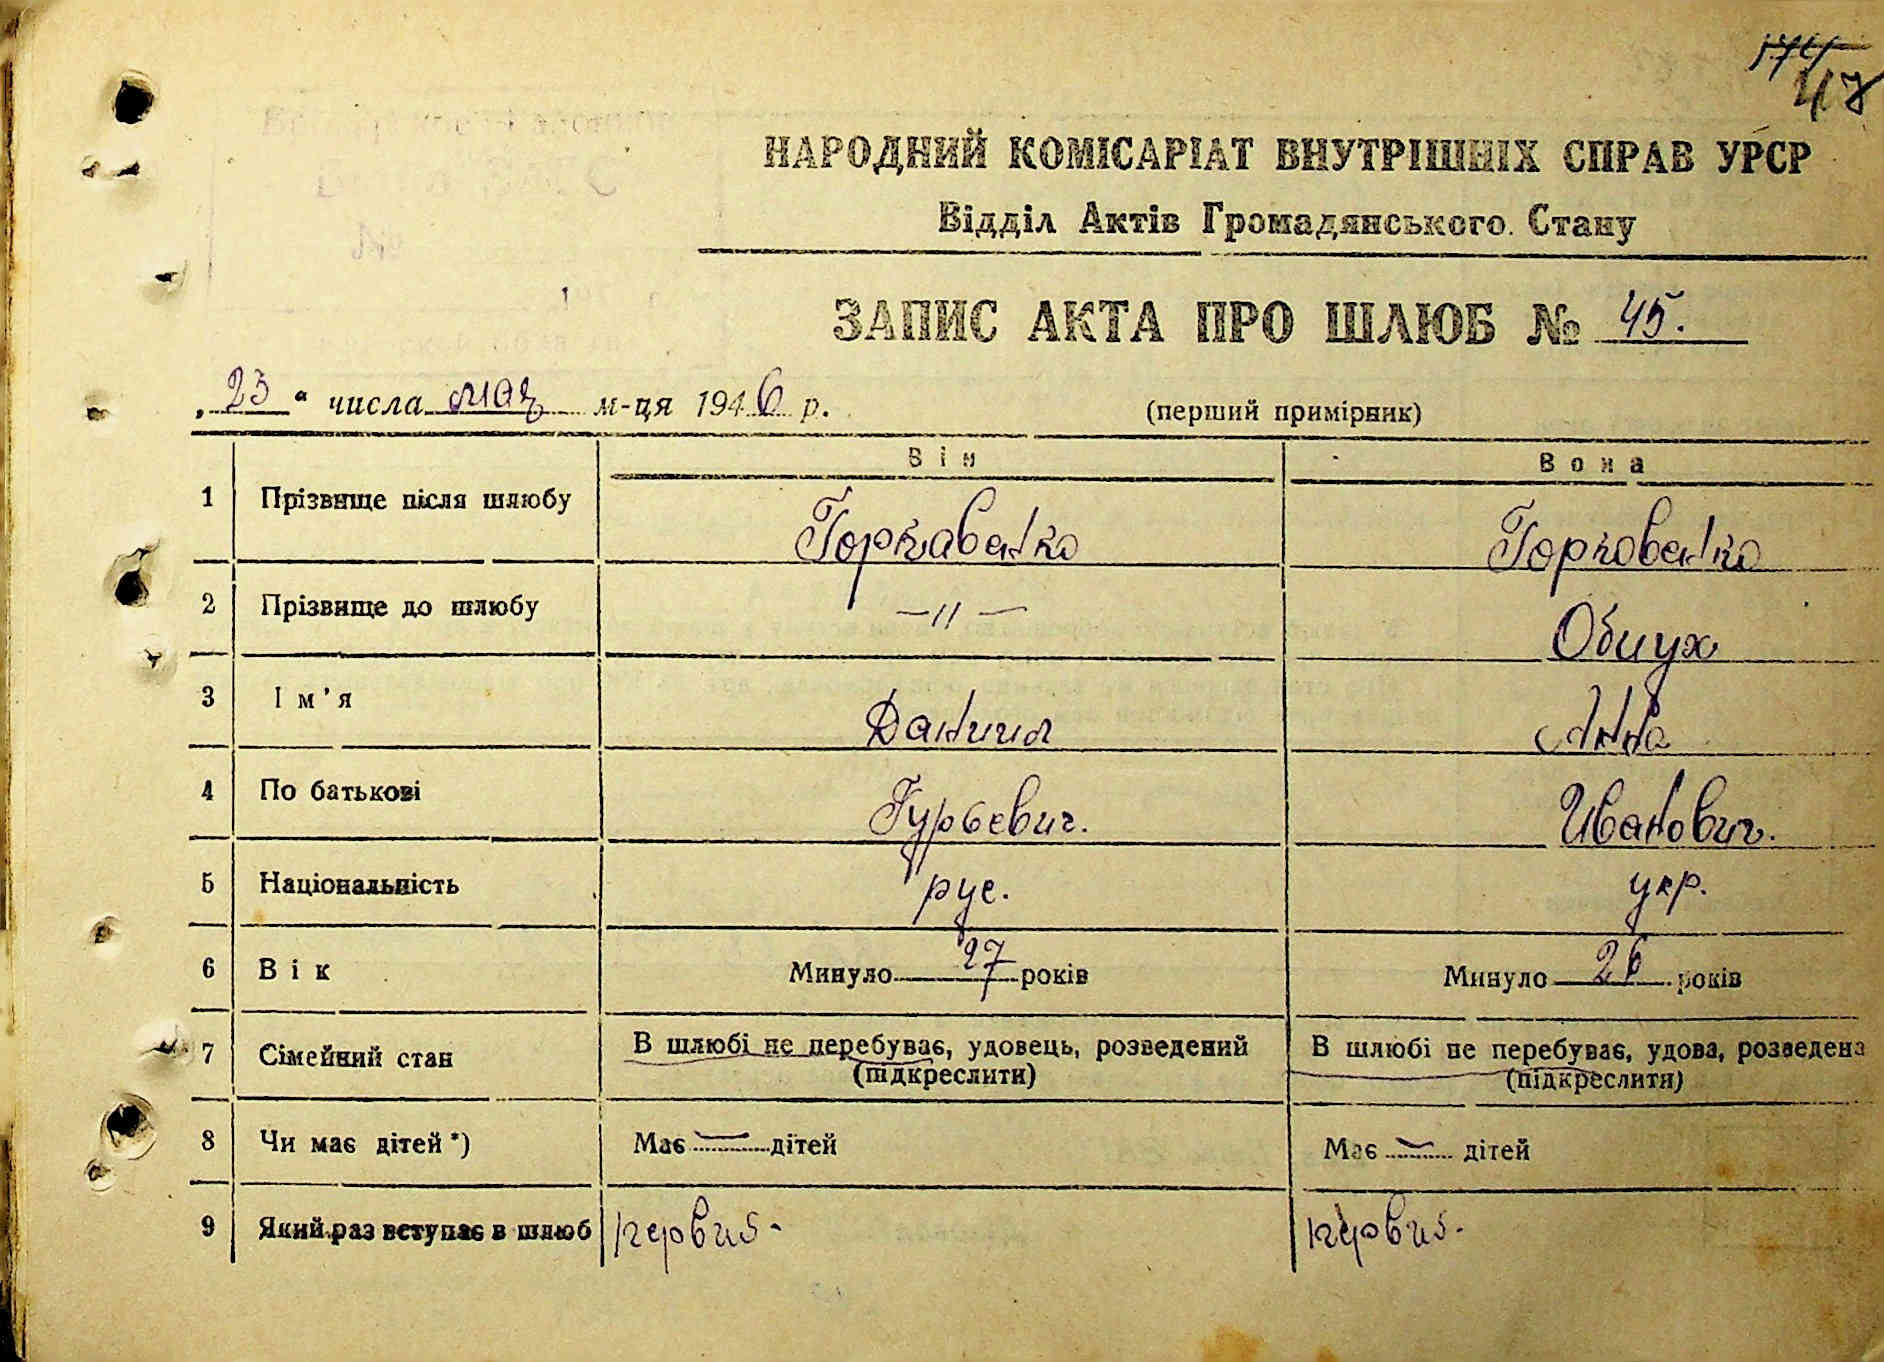 47
НАРОДНИЙ КОМІСАРІАТ ВНУТРІШНІХ СПРАВ УРСР
Відділ Актів Громадянського Стану
ЗАПИС АКТА ПРО ШЛЮБ № 45.
„23“ числа мая м-ця 1946 р. (перший примірник)
Він Вона
1 Прізвище після шлюбу
2 Прізвище до шлюбу —〃—
3 Ім'я Даниил Анна
4 По батькові Гурьевич. Иванович.
5 Національність рус. укр.
6 Вік Минуло 27 років Минуло 26 років
7 Сімейний стан В шлюбі не перебуває, удовець, розведений (підкреслити) В шлюбі не перебуває, удова, розведена (підкреслити)
8 Чи має дітей *) Має — дітей Має — дітей
9 Який раз вступає в шлюб первый. первый.